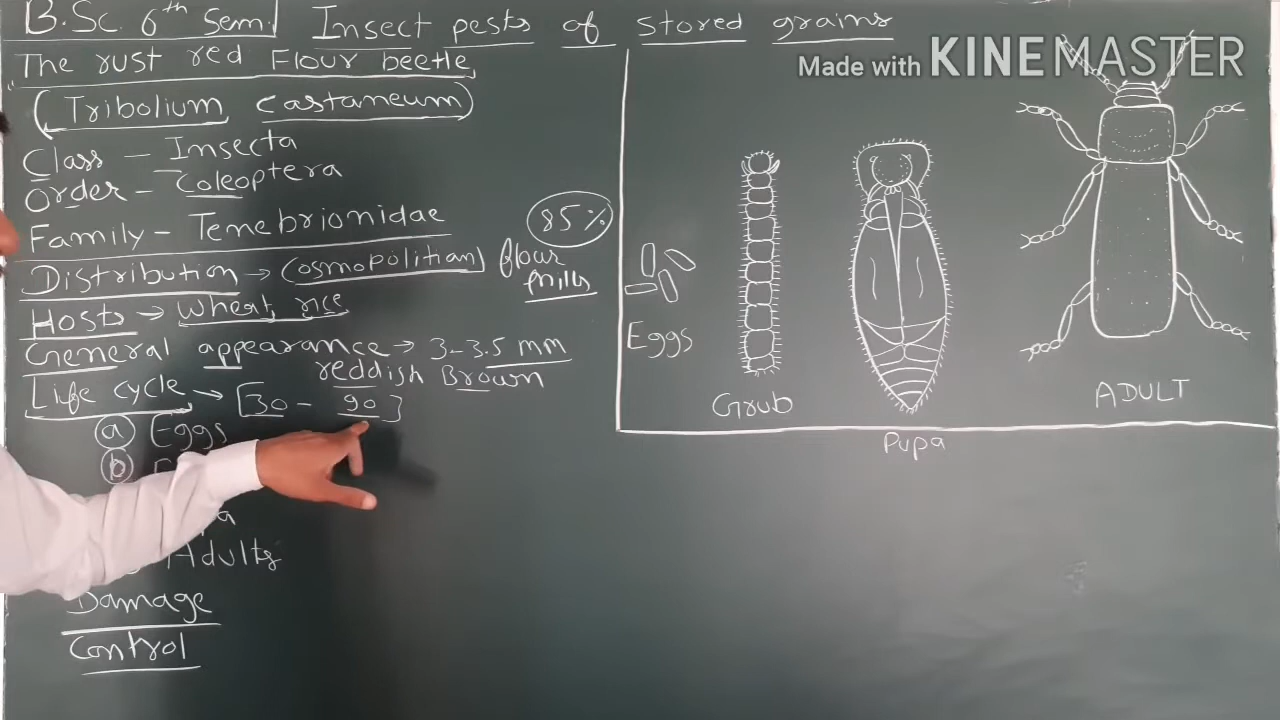 B.Sc. 6th Sem. Insect pests of stored grains
Made with KINEMASTER
The rust red Flour beetle
(Tribolium castaneum)
Class - Insecta
Order - Coleoptera
Family - Tenebrionidae
85%
Distribution → Cosmopolitian flour mills
Hosts → Wheat, rice
General appearance → 3-3.5 mm
reddish Brown
Life cycle → [30 - 90]
a Eggs
b
Adults
Damage
Control
Eggs
Grub
Pupa
ADULT